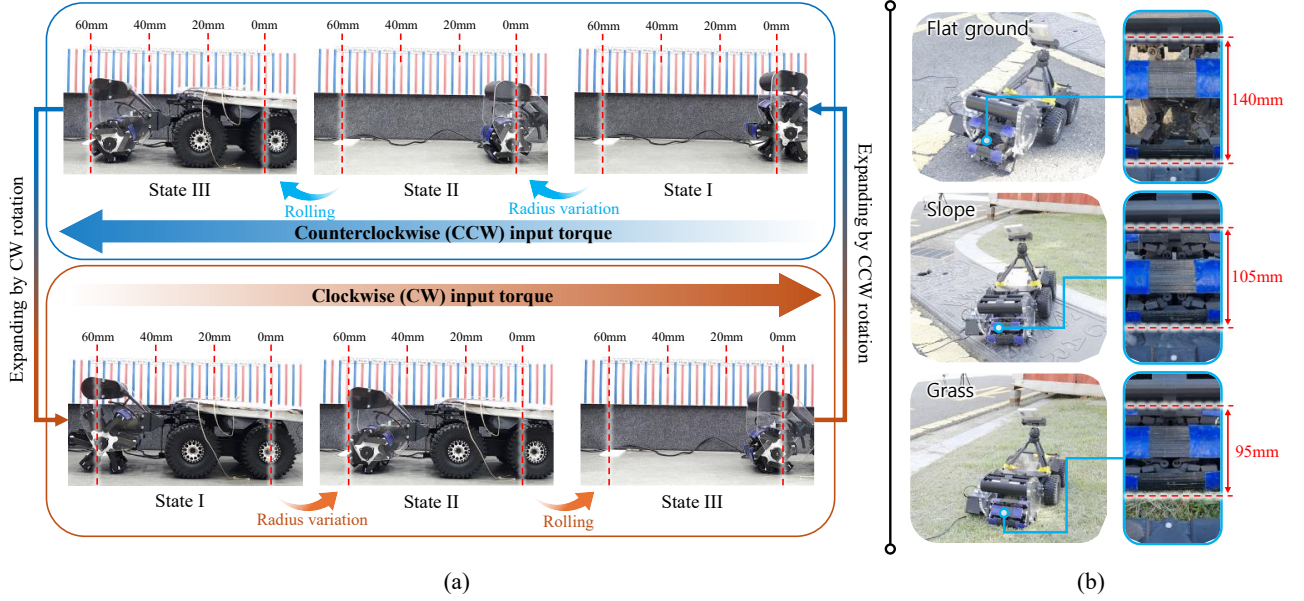 60mm 40mm 20mm 0mm 60mm 40mm 20mm 0mm 60mm 40mm 20mm 0mm
State III State II State I
Rolling Radius variation
Counterclockwise (CCW) input torque
Expanding by CW rotation
Expanding by CCW rotation
Clockwise (CW) input torque
60mm 40mm 20mm 0mm 60mm 40mm 20mm 0mm 60mm 40mm 20mm 0mm
State I State II State III
Radius variation Rolling
(a)
Flat ground
140mm
Slope
105mm
Grass
95mm
(b)